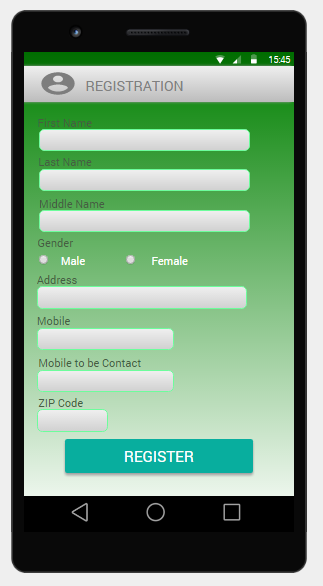 15:45
REGISTRATION
First Name
Last Name
Middle Name
Gender
Male Female
Address
Mobile
Mobile to be Contact
ZIP Code
REGISTER